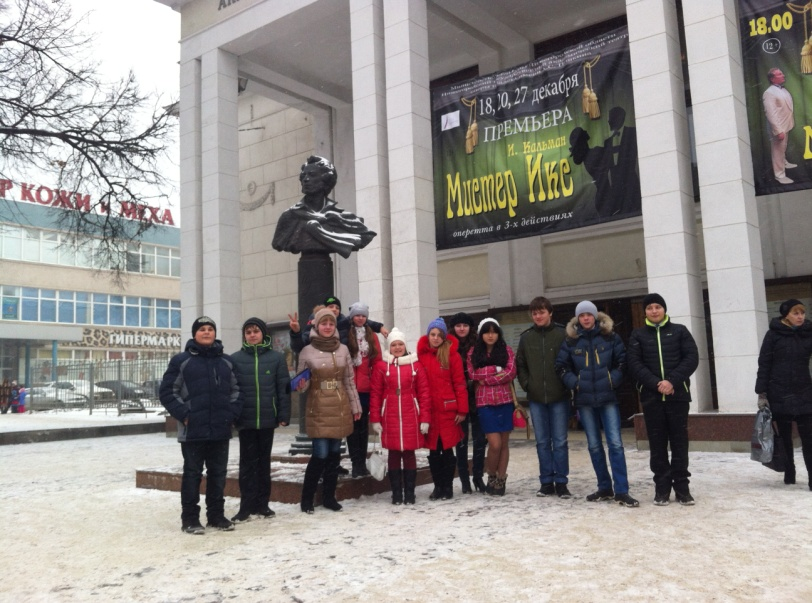 Р КОЖИ и МЕХА
ГИПЕРМАРК
18, 20, 27 декабря
ПРЕМЬЕРА
И. Кальман
Мистер Икс
оперетта в 3-х действиях
18.00
12+